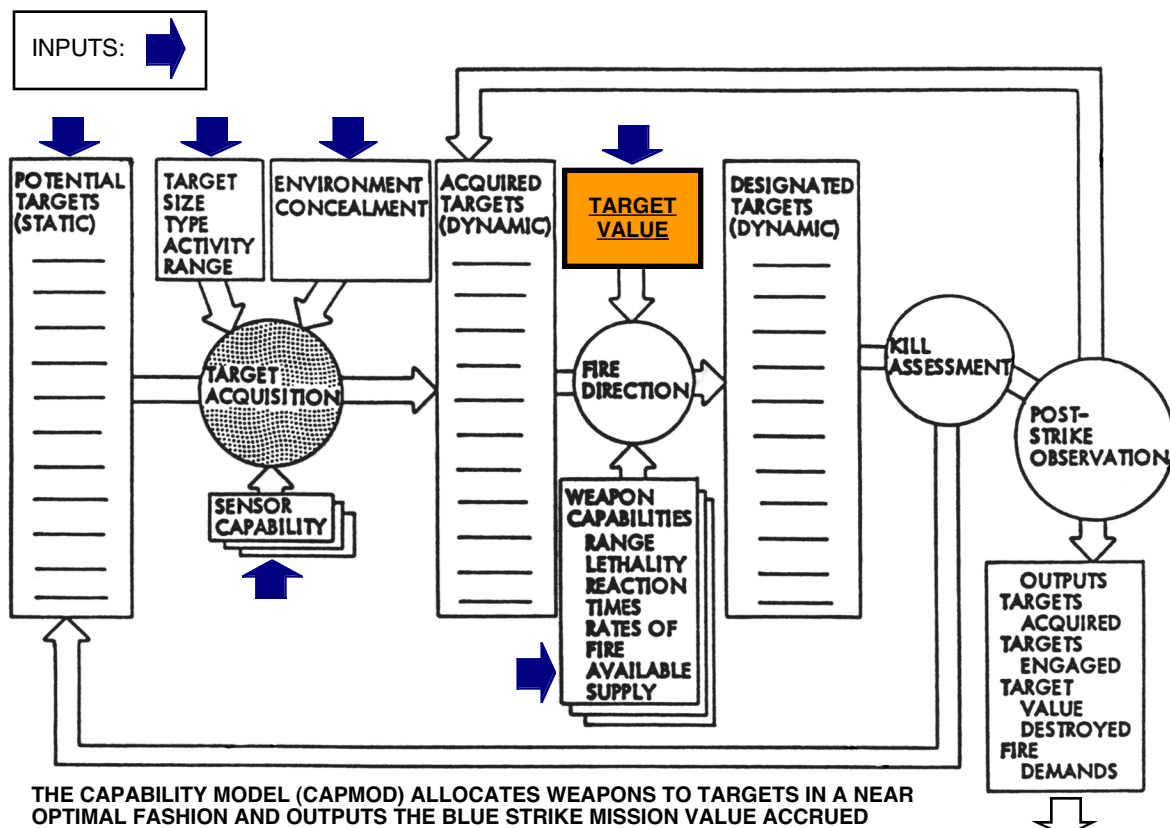 INPUTS:
POTENTIAL
TARGETS
(STATIC)
TARGET
SIZE
TYPE
ACTIVITY
RANGE
ENVIRONMENT
CONCEALMENT
ACQUIRED
TARGETS
(DYNAMIC)
TARGET
VALUE
DESIGNATED
TARGETS
(DYNAMIC)
TARGET
ACQUISITION
FIRE
DIRECTION
KILL
ASSESSMENT
POST-
STRIKE
OBSERVATION
SENSOR
CAPABILITY
WEAPON
CAPABILITIES
RANGE
LETHALITY
REACTION
TIMES
RATES OF
FIRE
AVAILABLE
SUPPLY
OUTPUTS
TARGETS
ACQUIRED
TARGETS
ENGAGED
TARGET
VALUE
DESTROYED
FIRE
DEMANDS
THE CAPABILITY MODEL (CAPMOD) ALLOCATES WEAPONS TO TARGETS IN A NEAR
OPTIMAL FASHION AND OUTPUTS THE BLUE STRIKE MISSION VALUE ACCRUED